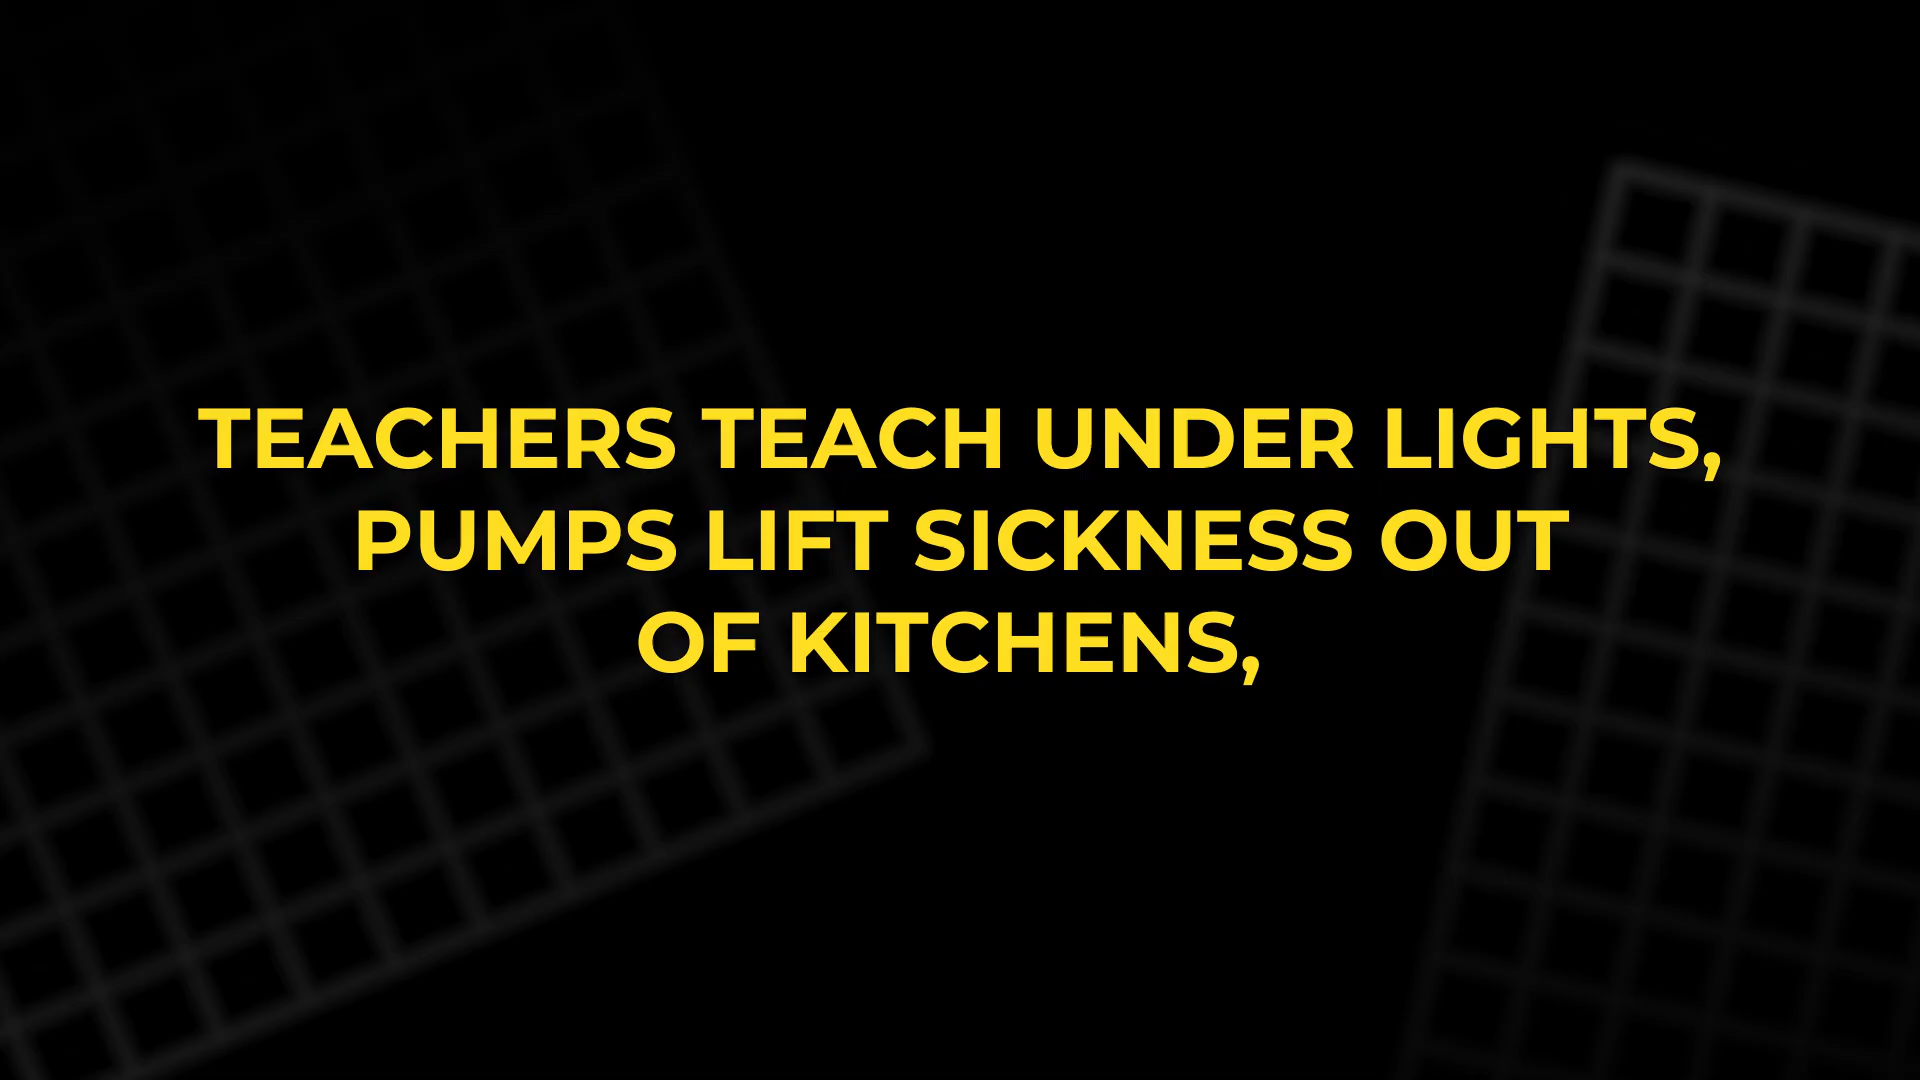 TEACHERS TEACH UNDER LIGHTS,
PUMPS LIFT SICKNESS OUT
OF KITCHENS,